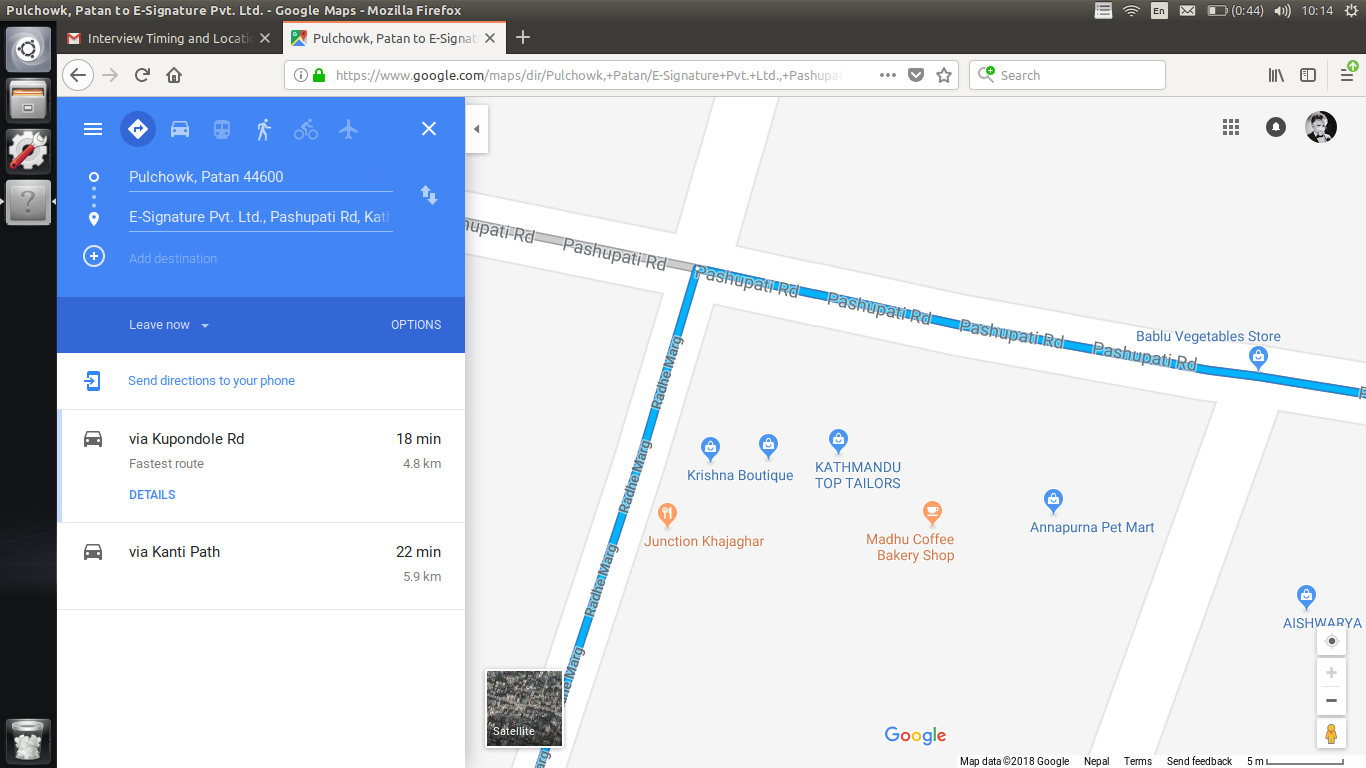 Pulchowk, Patan to E-Signature Pvt. Ltd. - Google Maps - Mozilla Firefox
En
(0:44)
10:14
Interview Timing and Locati
Pulchowk, Patan to E-Signat
https://www.google.com/maps/dir/Pulchowk,+Patan/E-Signature+Pvt.+Ltd.,+Pashupat
Search
Pulchowk, Patan 44600
E-Signature Pvt. Ltd., Pashupati Rd, Kath
Add destination
Leave now
OPTIONS
Send directions to your phone
via Kupondole Rd
18 min
Fastest route
4.8 km
DETAILS
via Kanti Path
22 min
5.9 km
hupati Rd
Pashupati Rd
Pashupati Rd
Pashupati Rd
Pashupati Rd
Pashupati Rd
Bablu Vegetables Store
Radhe Marg
Radhe Marg
Radhe Marg
dhe Marg
Marg
Krishna Boutique
KATHMANDU
TOP TAILORS
Junction Khajaghar
Madhu Coffee
Bakery Shop
Annapurna Pet Mart
AISHWARYA
Satellite
Google
Map data ©2018 Google
Nepal
Terms
Send feedback
5 m